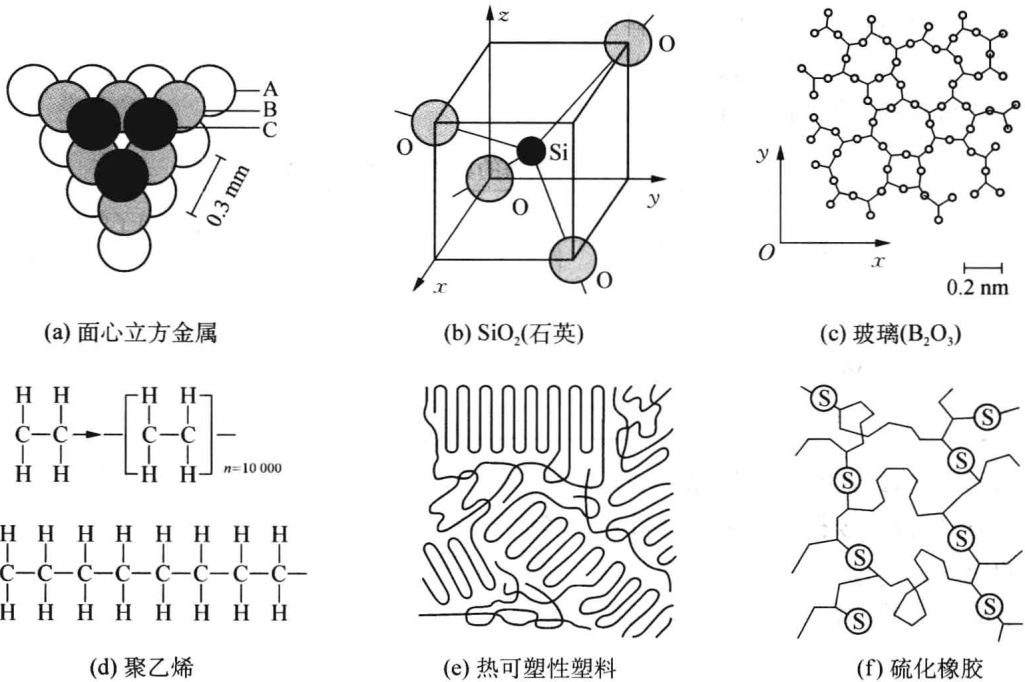 A
B
C
0.3 mm
(a) 面心立方金属
z
O
O
Si
O
y
O
x
(b) SiO₂(石英)
y
O
x
0.2 nm
(c) 玻璃(B₂O₃)
H H H H
C—C → —[C—C]—
H H H H n=10 000
H H H H H H H H
C—C—C—C—C—C—C—C—
H H H H H H H H
(d) 聚乙烯
(e) 热可塑性塑料
S S
S S
S S
S S
(f) 硫化橡胶